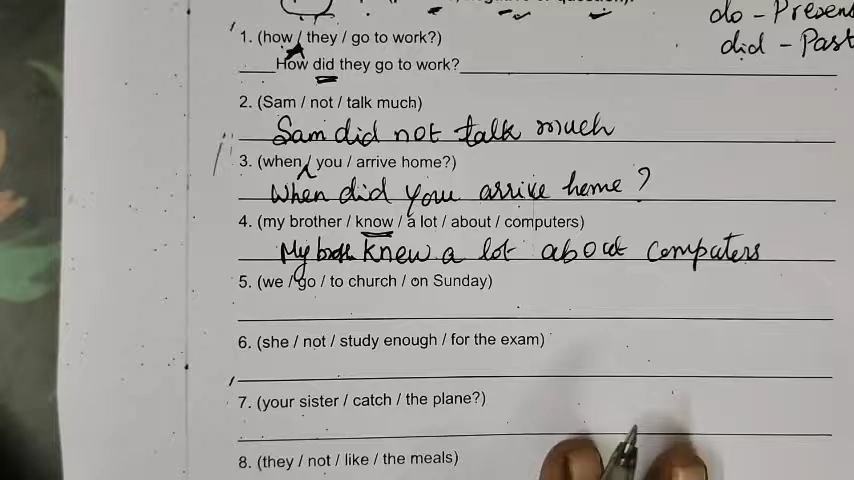 negative or question).
do - Presen
did - Past
1. (how / they / go to work?)
How did they go to work?
2. (Sam / not / talk much)
Sam did not talk much
3. (when / you / arrive home?)
When did you arrive home ?
4. (my brother / know / a lot / about / computers)
My knew a lot about computers
5. (we / go / to church / on Sunday)
6. (she / not / study enough / for the exam)
7. (your sister / catch / the plane?)
8. (they / not / like / the meals)